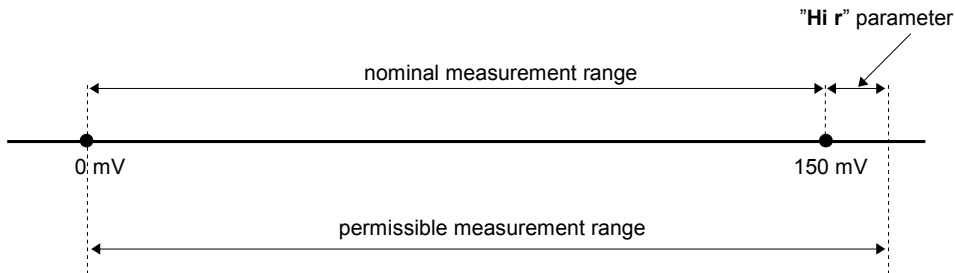 ”Hi r” parameter
nominal measurement range
0 mV
150 mV
permissible measurement range